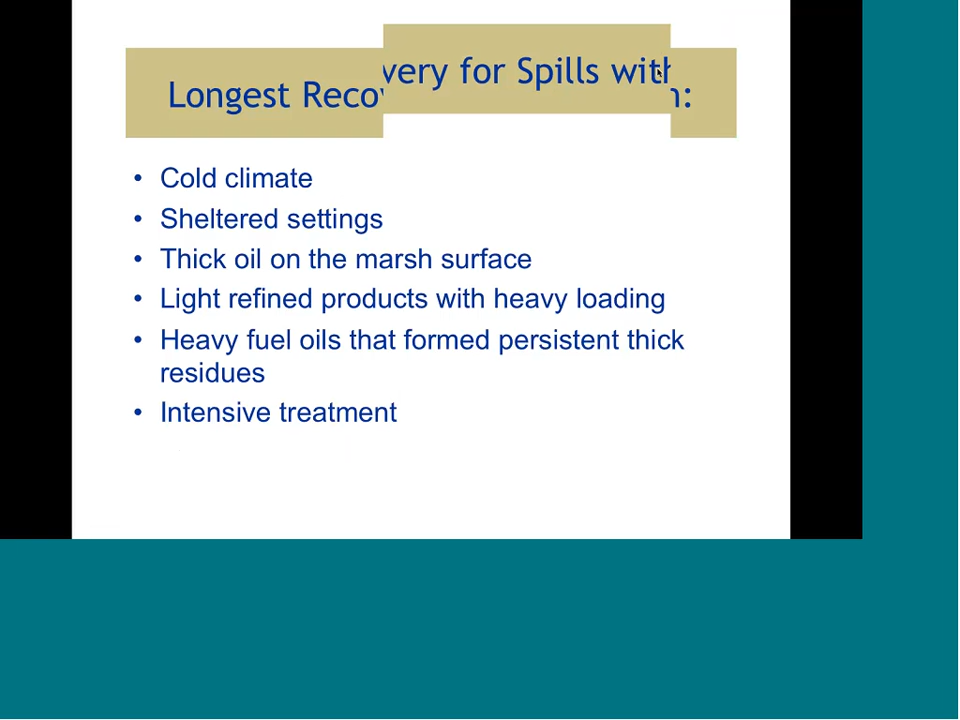 Longest Recovery for Spills with:
• Cold climate
• Sheltered settings
• Thick oil on the marsh surface
• Light refined products with heavy loading
• Heavy fuel oils that formed persistent thick
residues
• Intensive treatment